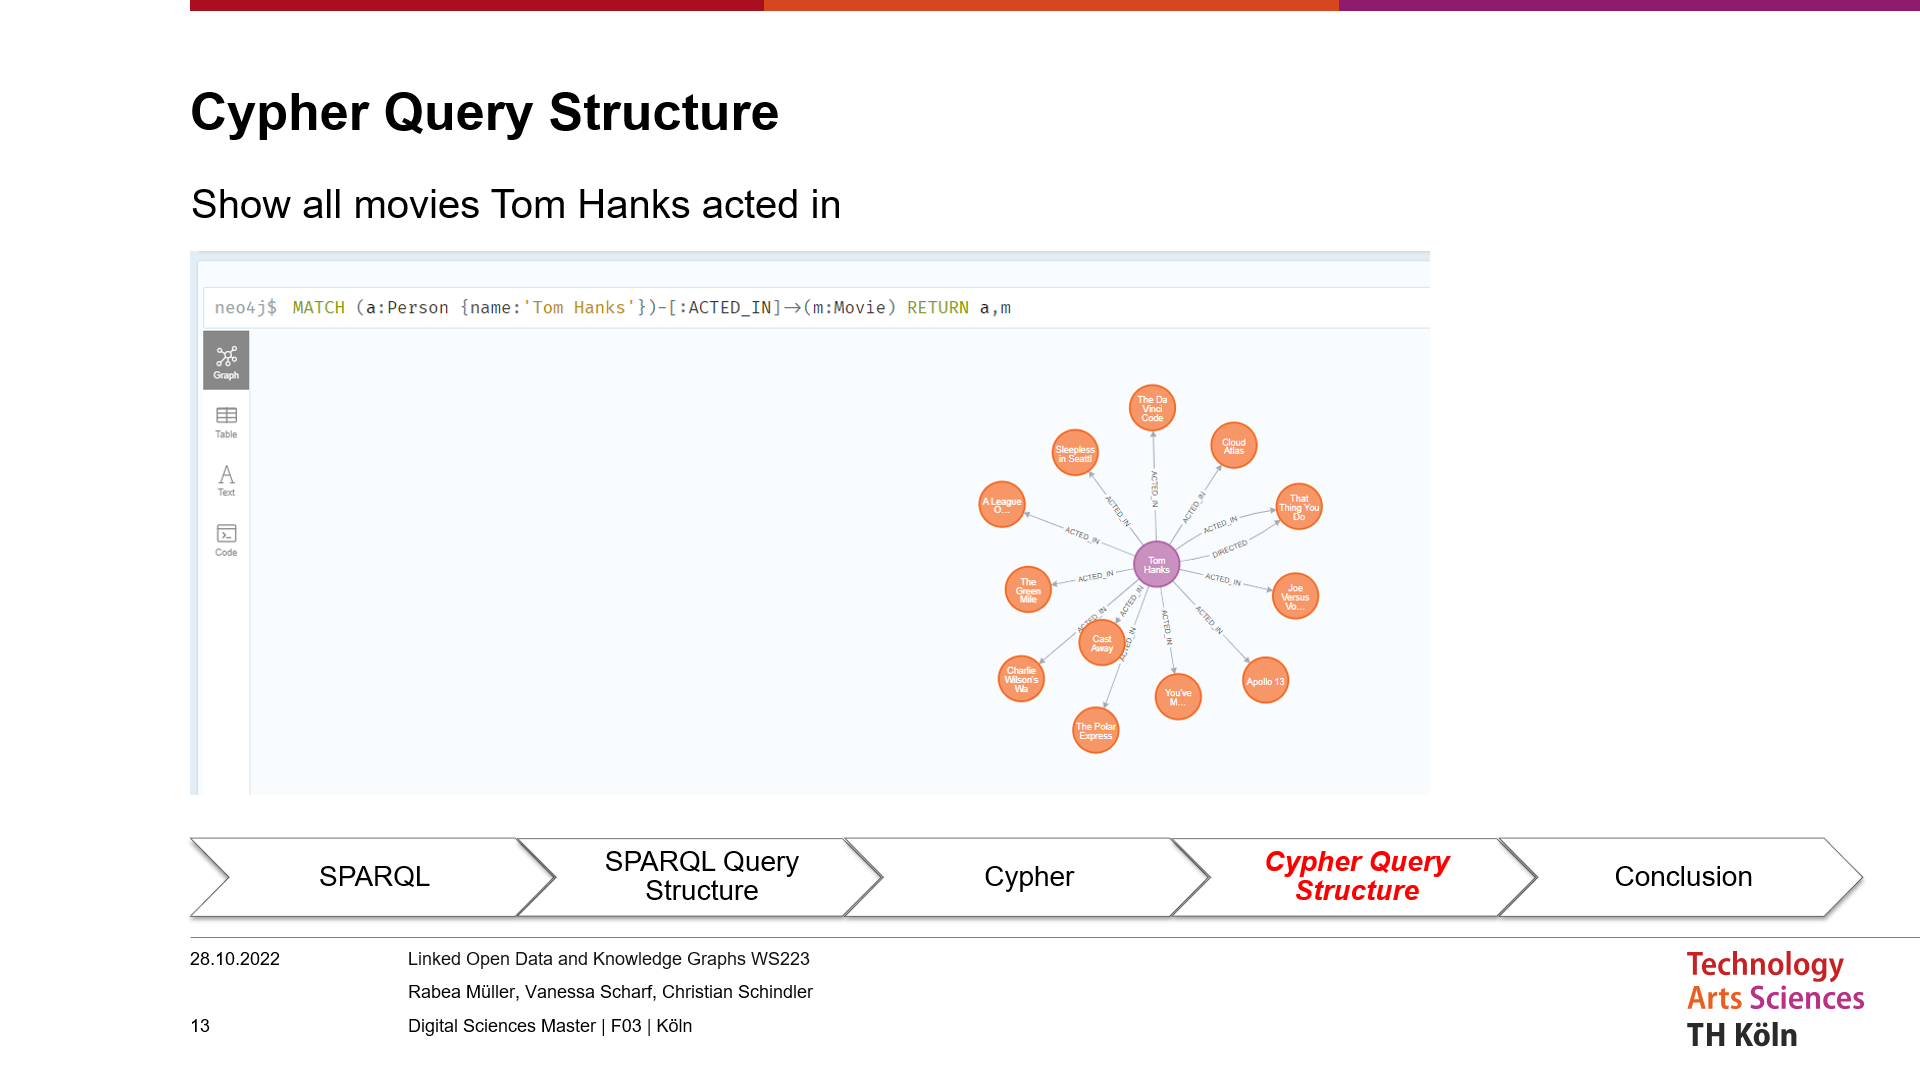 Cypher Query Structure
Show all movies Tom Hanks acted in
neo4j$ MATCH (a:Person {name:'Tom Hanks'})-[:ACTED_IN]→(m:Movie) RETURN a,m
Graph
Table
Text
Code
The Da
Vinci
Code
Sleepless
in Seattl
Cloud
Atlas
A League
O...
That
Thing You
Do
ACTED_IN
ACTED_IN
ACTED_IN
ACTED_IN
ACTED_IN
DIRECTED
Tom
Hanks
ACTED_IN
ACTED_IN
The
Green
Mile
Joe
Versus
Vo...
ACTED_IN
ACTED_IN
ACTED_IN
ACTED_IN
ACTED_IN
Cast
Away
Charlie
Wilson's
Wa
Apollo 13
You've
M...
The Polar
Express
SPARQL
SPARQL Query
Structure
Cypher
Cypher Query
Structure
Conclusion
28.10.2022
Linked Open Data and Knowledge Graphs WS223
Rabea Müller, Vanessa Scharf, Christian Schindler
13
Digital Sciences Master | F03 | Köln
Technology
Arts Sciences
TH Köln